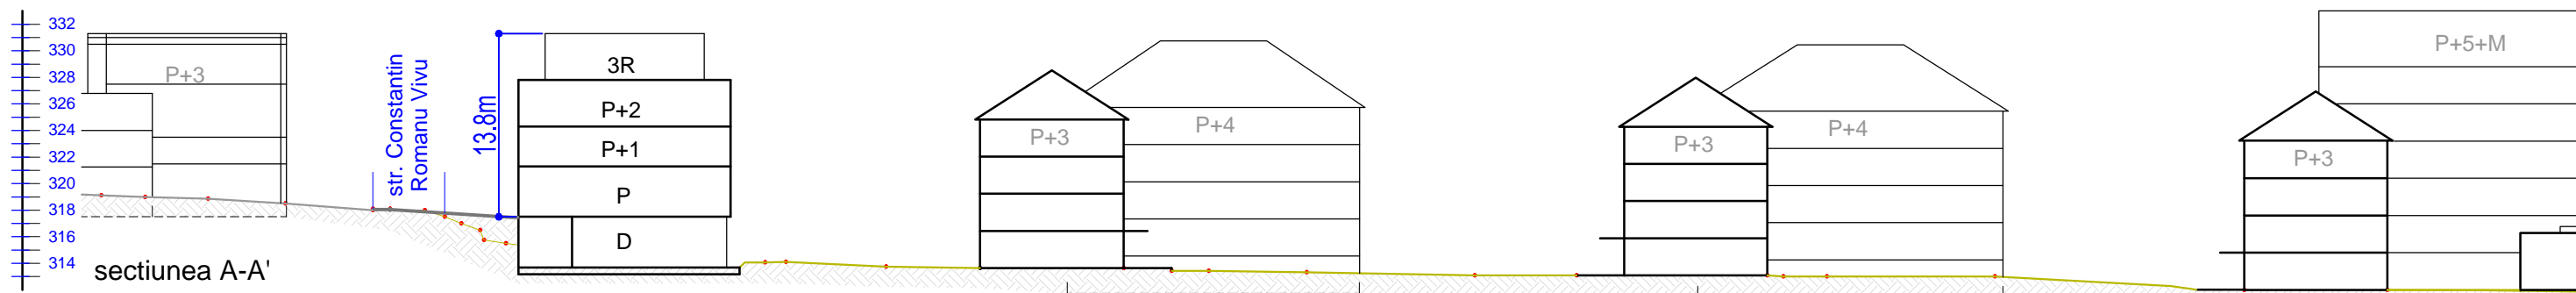 332
330
328
326
324
322
320
318
316
314
P+3
str. Constantin
Romanu Vivu
13.8m
3R
P+2
P+1
P
D
P+3
P+4
P+3
P+4
P+5+M
P+3
sectiunea A-A'